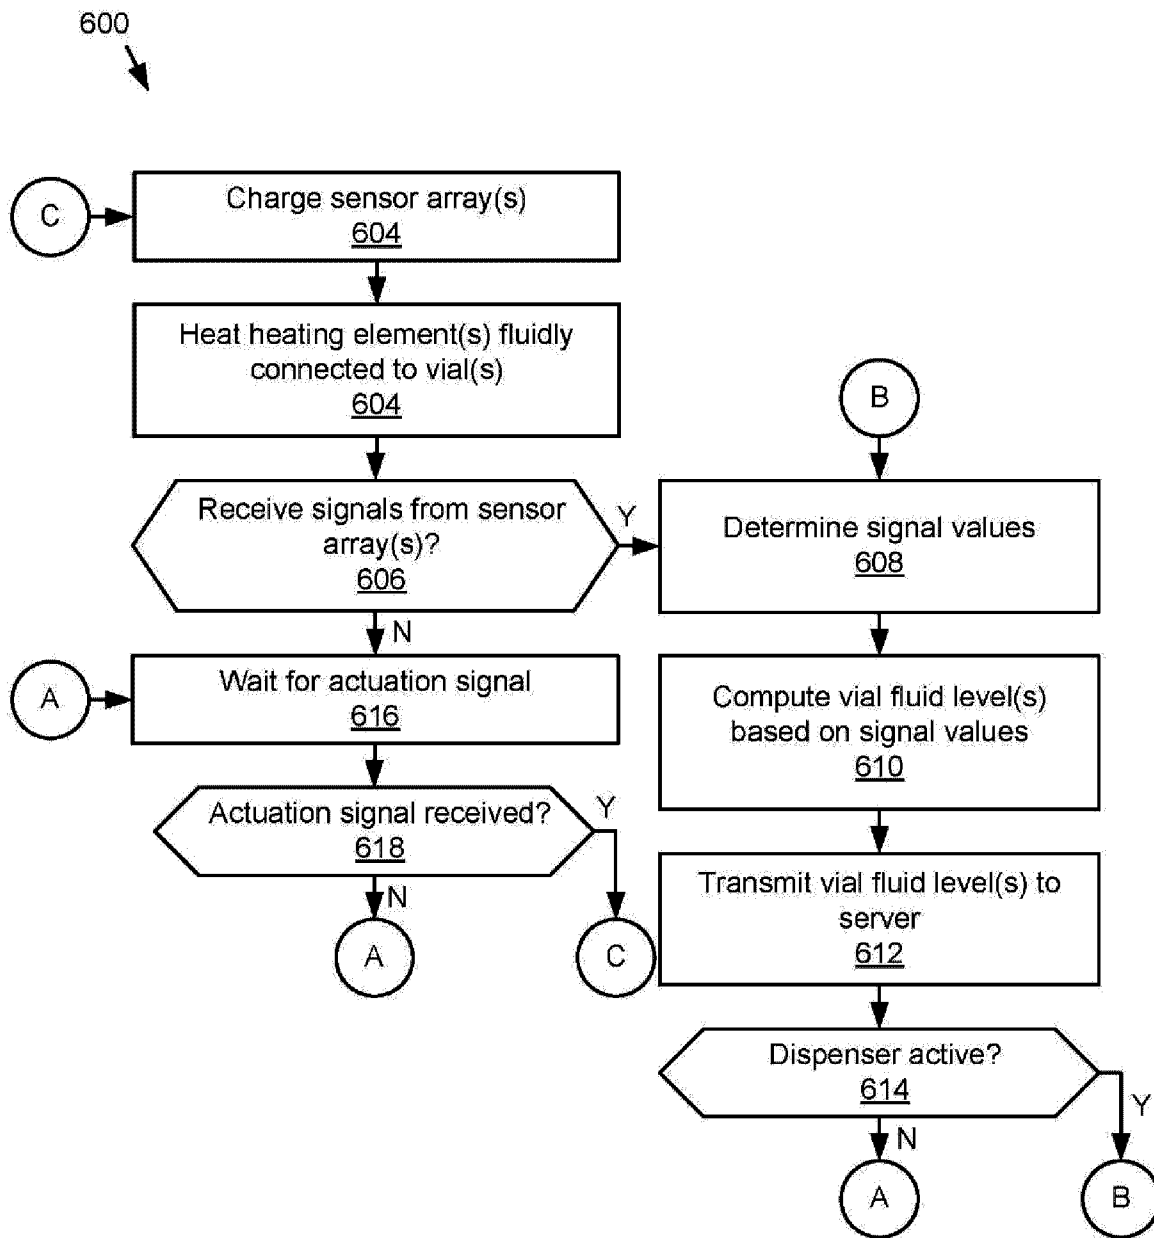 600
C
Charge sensor array(s)
604
Heat heating element(s) fluidly
connected to vial(s)
604
Receive signals from sensor
array(s)?
606
Y
N
A
Wait for actuation signal
616
Actuation signal received?
618
Y
N
A
C
B
Determine signal values
608
Compute vial fluid level(s)
based on signal values
610
Transmit vial fluid level(s) to
server
612
Dispenser active?
614
Y
N
A
B